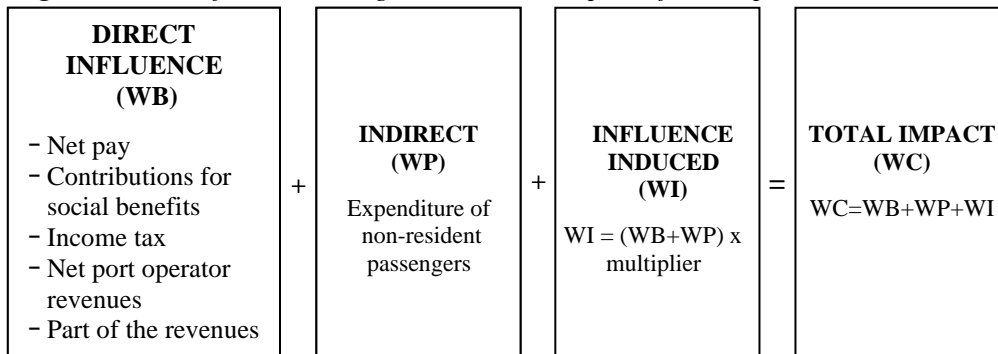 DIRECT
INFLUENCE
(WB)
- Net pay
- Contributions for
social benefits
- Income tax
- Net port operator
revenues
- Part of the revenues
+
INDIRECT
(WP)
Expenditure of
non-resident
passengers
+
INFLUENCE
INDUCED
(WI)
WI = (WB+WP) x
multiplier
=
TOTAL IMPACT
(WC)
WC=WB+WP+WI